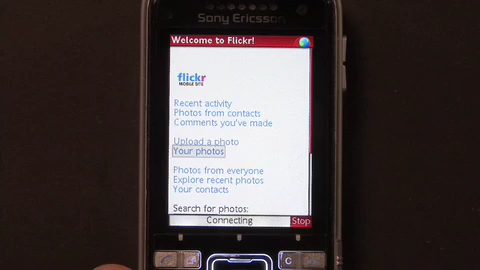 Sony Ericsson
Welcome to Flickr!
flickr
MOBILE SITE
Recent activity
Photos from contacts
Comments you've made
Upload a photo
Your photos
Photos from everyone
Explore recent photos
Your contacts
Search for photos:
Connecting Stop
C